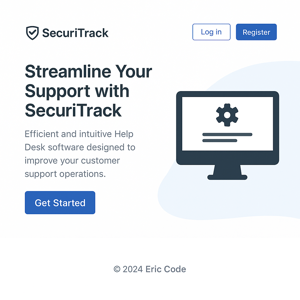 SecuriTrack
Log in
Register
Streamline Your
Support with
SecuriTrack
Efficient and intuitive Help
Desk software designed to
improve your customer
support operations.
Get Started
© 2024 Eric Code